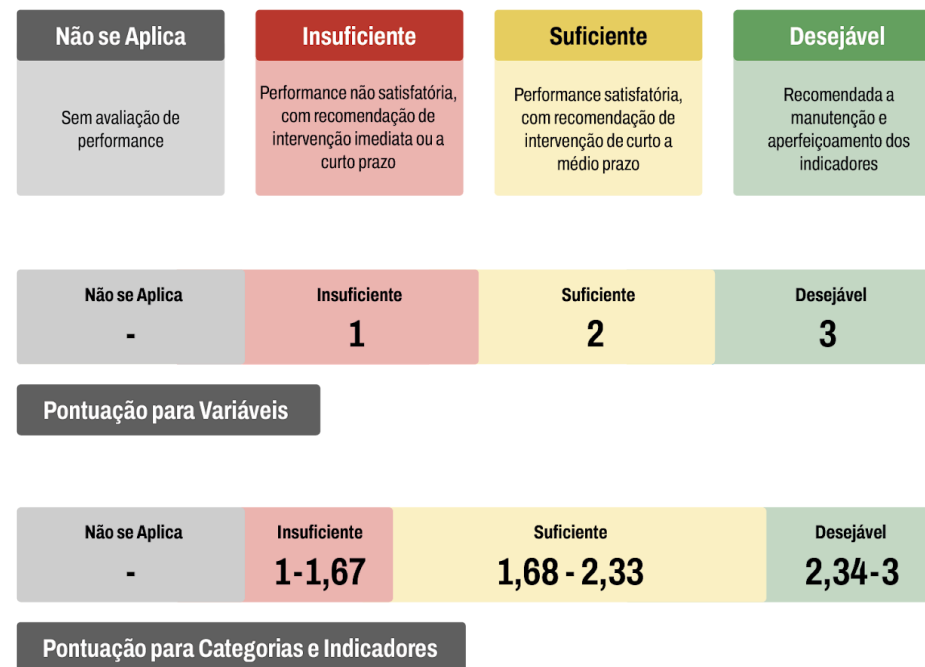 Não se Aplica
Sem avaliação de
performance
Insuficiente
Performance não satisfatória,
com recomendação de
intervenção imediata ou a
curto prazo
Suficiente
Performance satisfatória,
com recomendação de
intervenção de curto a
médio prazo
Desejável
Recomendada a
manutenção e
aperfeiçoamento dos
indicadores
Não se Aplica
-
Insuficiente
1
Suficiente
2
Desejável
3
Pontuação para Variáveis
Não se Aplica
-
Insuficiente
1-1,67
Suficiente
1,68 - 2,33
Desejável
2,34-3
Pontuação para Categorias e Indicadores